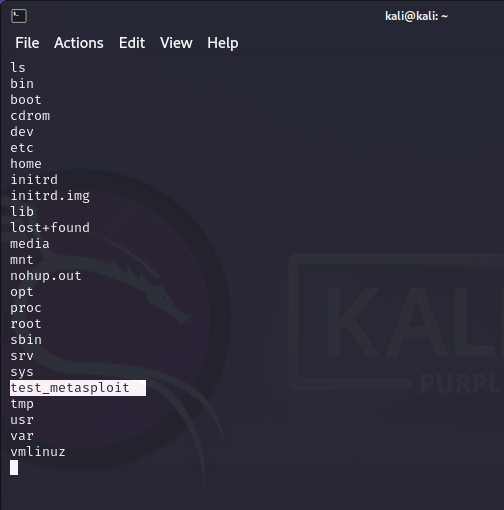 kali@kali: ~
File Actions Edit View Help
ls
bin
boot
cdrom
dev
etc
home
initrd
initrd.img
lib
lost+found
media
mnt
nohup.out
opt
proc
root
sbin
srv
sys
test_metasploit
tmp
usr
var
vmlinuz
KALI
PURPL